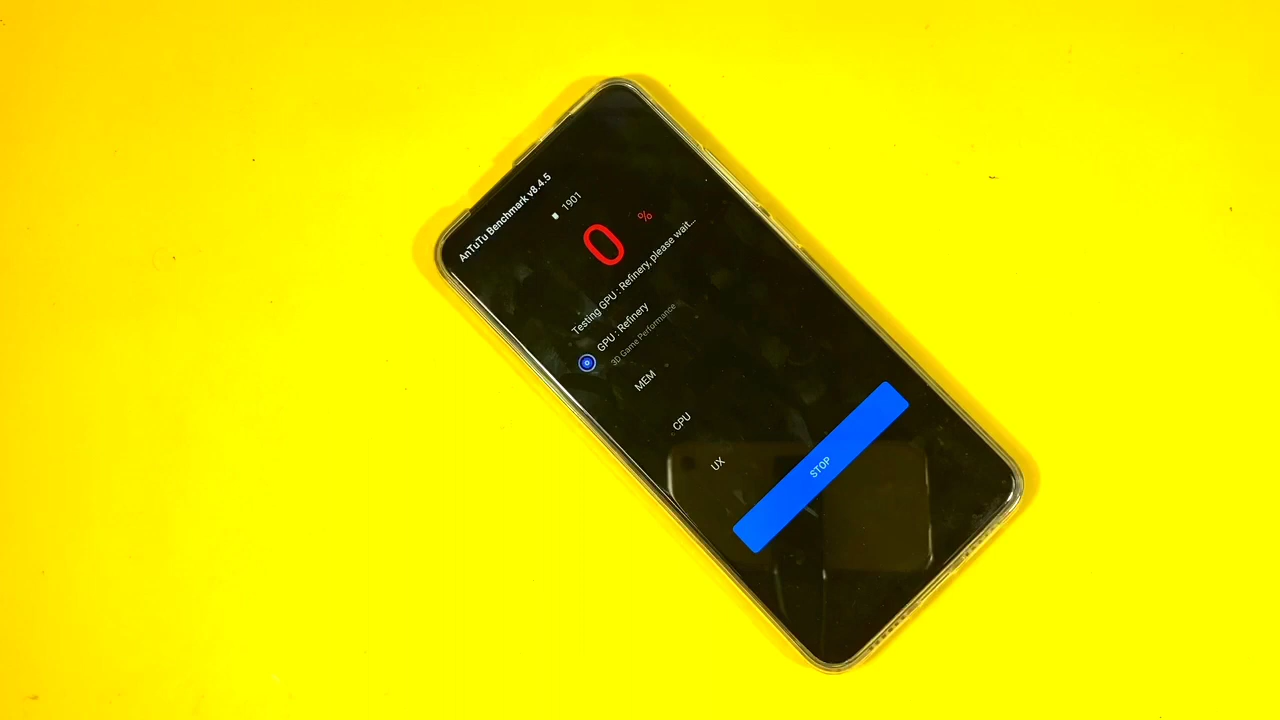 AnTuTu Benchmark v8.4.5
1901
0 %
Testing GPU : Refinery, please wait...
GPU : Refinery
3D Game Performance
MEM
CPU
UX
STOP